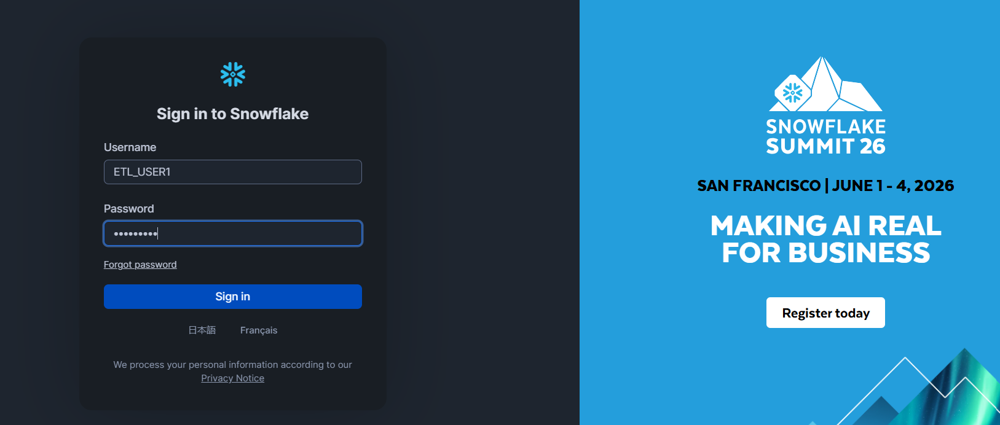 Sign in to Snowflake
Username
ETL_USER1
Password
•••••••••
Forgot password
Sign in
日本語 Français
We process your personal information according to our
Privacy Notice
SNOWFLAKE
SUMMIT 26
SAN FRANCISCO | JUNE 1 - 4, 2026
MAKING AI REAL
FOR BUSINESS
Register today